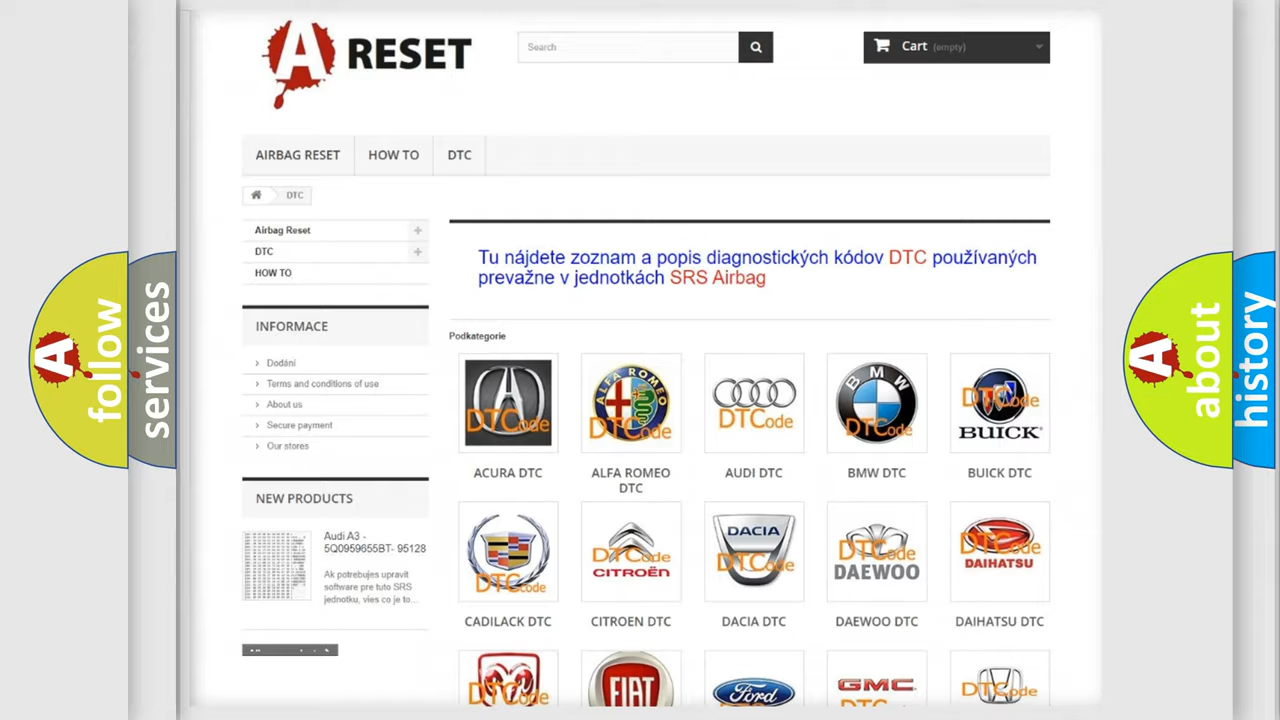 A RESET
Search
Cart (empty)
AIRBAG RESET
HOW TO
DTC
DTC
Airbag Reset
DTC
HOW TO
INFORMACE
Dodání
Terms and conditions of use
About us
Secure payment
Our stores
NEW PRODUCTS
Audi A3 -
5Q0959655BT- 95128
Ak potrebujes upravit
software pre tuto SRS
jednotku, vies co je to...
Tu nájdete zoznam a popis diagnostických kódov DTC používaných
prevažne v jednotkách SRS Airbag
Podkategorie
DTCode
ALFA ROMEO
DTCode
DTCode
BMW
DTCode
DTCode
BUICK
ACURA DTC
ALFA ROMEO
DTC
AUDI DTC
BMW DTC
BUICK DTC
DTCode
DTCode
CITROËN
DACIA
DTCode
DTCode
DAEWOO
DTCode
DAIHATSU
CADILACK DTC
CITROEN DTC
DACIA DTC
DAEWOO DTC
DAIHATSU DTC
DTCode
FIAT
Ford
GMC
DTCode
A follow
services
A about
history